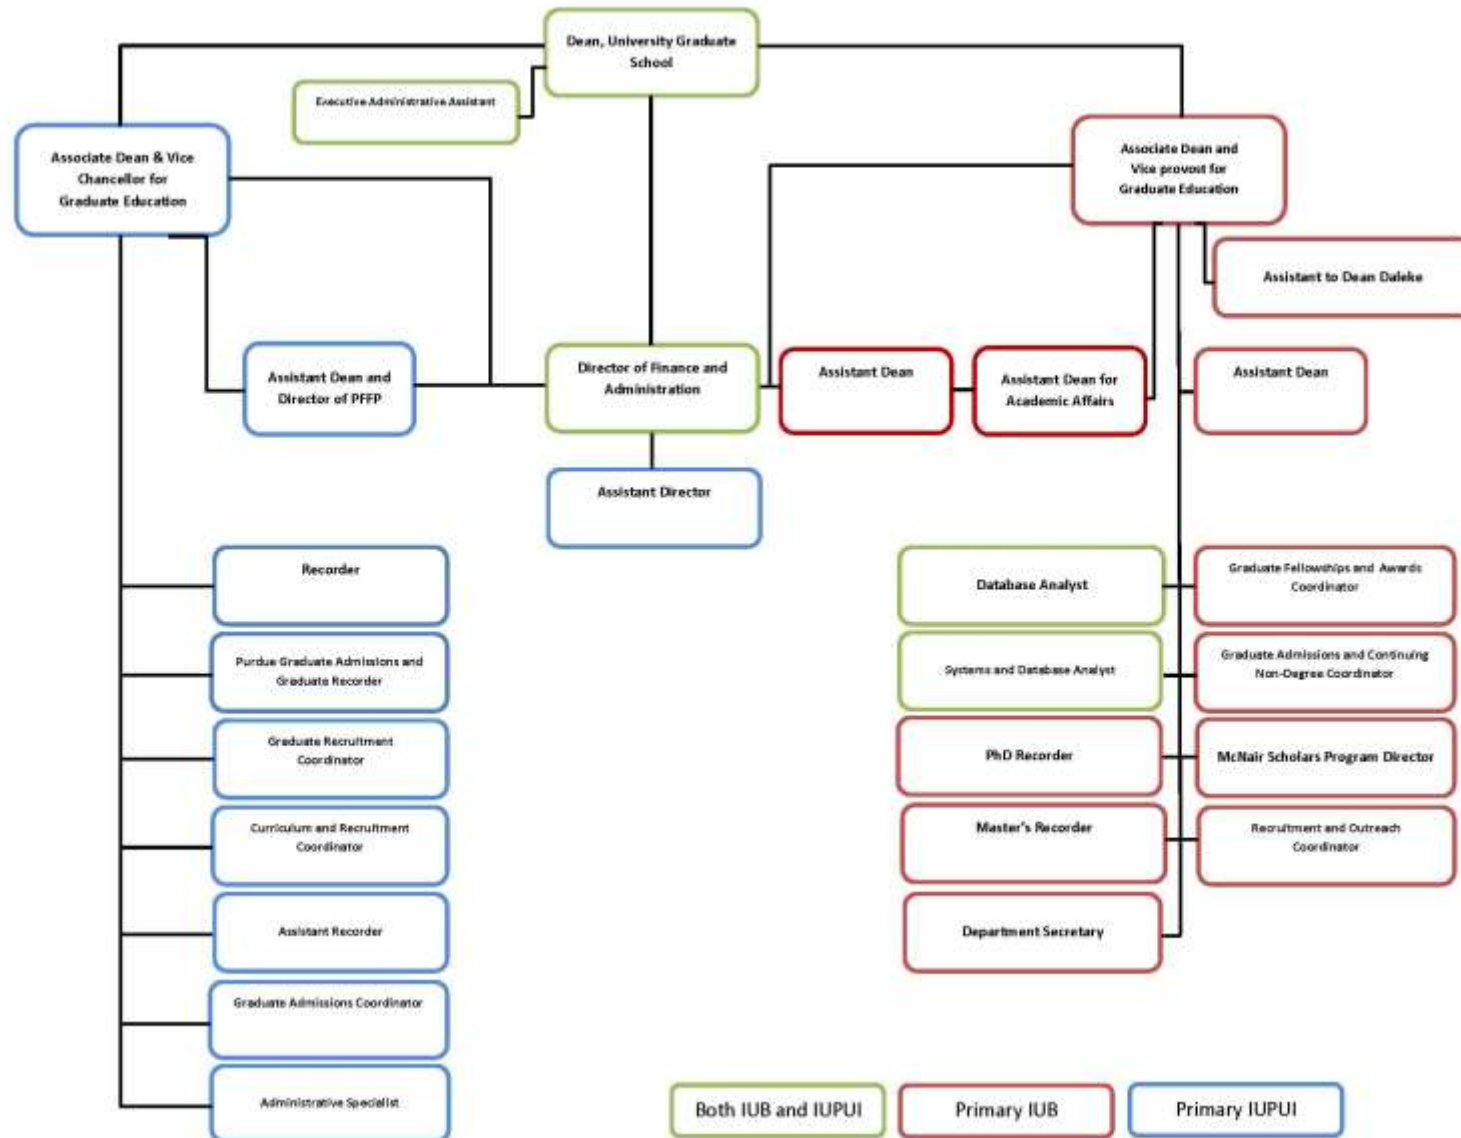 Dean, University Graduate
School
Executive Administrative Assistant
Associate Dean & Vice
Chancellor for
Graduate Education
Associate Dean and
Vice provost for
Graduate Education
Assistant to Dean Daleke
Assistant Dean and
Director of PFFP
Director of Finance and
Administration
Assistant Dean
Assistant Dean for
Academic Affairs
Assistant Dean
Assistant Director
Recorder
Purdue Graduate Admissions and
Graduate Recorder
Graduate Recruitment
Coordinator
Curriculum and Recruitment
Coordinator
Assistant Recorder
Graduate Admissions Coordinator
Administrative Specialist
Database Analyst
Graduate Fellowships and Awards
Coordinator
Systems and Database Analyst
Graduate Admissions and Continuing
Non-Degree Coordinator
PhD Recorder
McNair Scholars Program Director
Master's Recorder
Recruitment and Outreach
Coordinator
Department Secretary
Both IUB and IUPUI
Primary IUB
Primary IUPUI